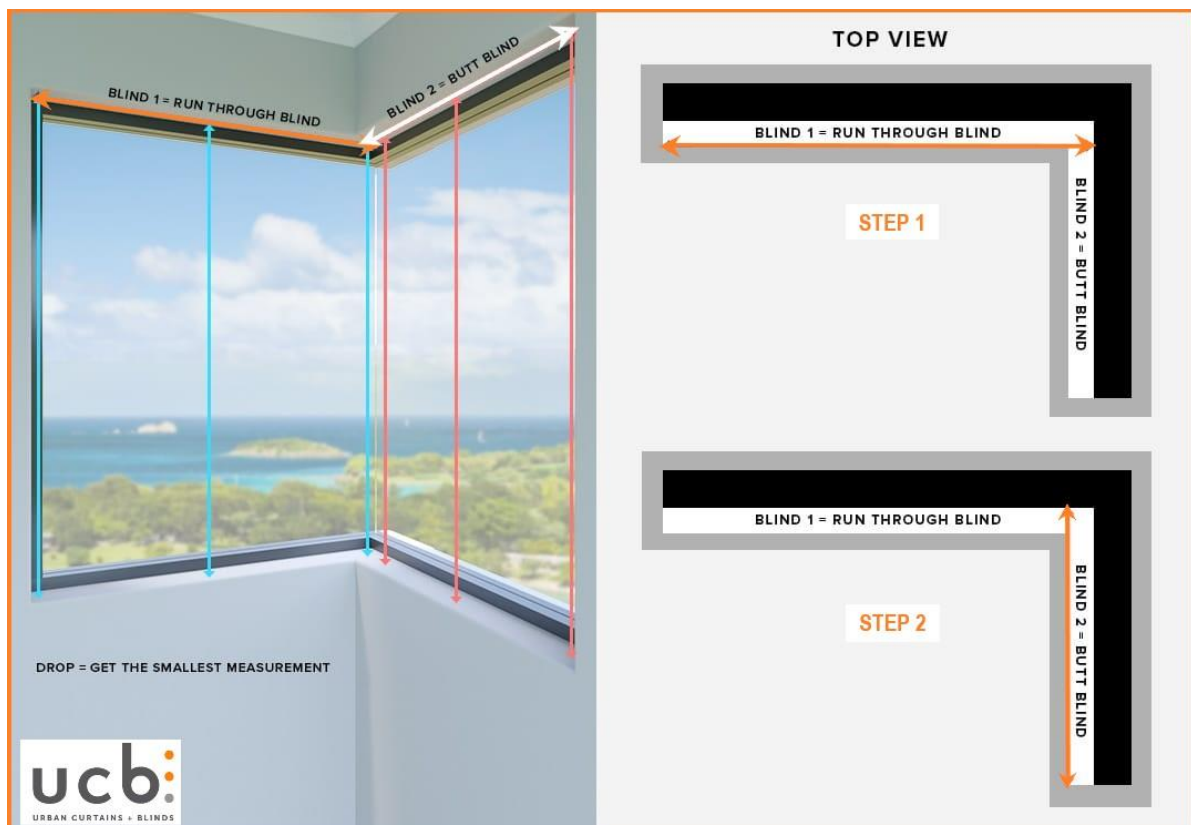 BLIND 1 = RUN THROUGH BLIND
BLIND 2 = BUTT BLIND
DROP = GET THE SMALLEST MEASUREMENT
ucb:
URBAN CURTAINS + BLINDS
TOP VIEW
BLIND 1 = RUN THROUGH BLIND
STEP 1
BLIND 2 = BUTT BLIND
BLIND 1 = RUN THROUGH BLIND
STEP 2
BLIND 2 = BUTT BLIND